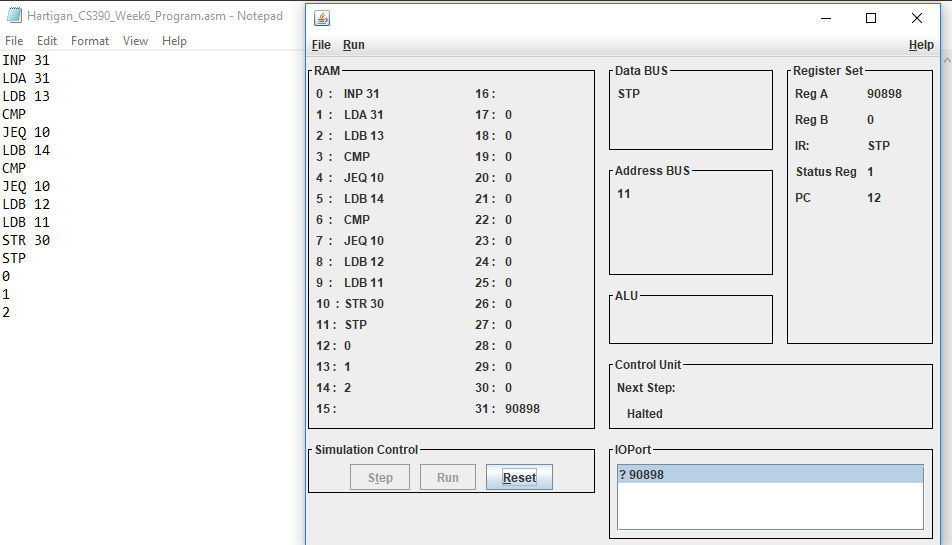 Hartigan_CS390_Week6_Program.asm - Notepad
File Edit Format View Help
INP 31
LDA 31
LDB 13
CMP
JEQ 10
LDB 14
CMP
JEQ 10
LDB 12
LDB 11
STR 30
STP
0
1
2
File Run Help
RAM
0 : INP 31 16 :
1 : LDA 31 17 : 0
2 : LDB 13 18 : 0
3 : CMP 19 : 0
4 : JEQ 10 20 : 0
5 : LDB 14 21 : 0
6 : CMP 22 : 0
7 : JEQ 10 23 : 0
8 : LDB 12 24 : 0
9 : LDB 11 25 : 0
10 : STR 30 26 : 0
11 : STP 27 : 0
12 : 0 28 : 0
13 : 1 29 : 0
14 : 2 30 : 0
15 : 31 : 90898
Simulation Control
Step Run Reset
Data BUS
STP
Address BUS
11
ALU
Register Set
Reg A 90898
Reg B 0
IR: STP
Status Reg 1
PC 12
Control Unit
Next Step:
Halted
IOPort
? 90898